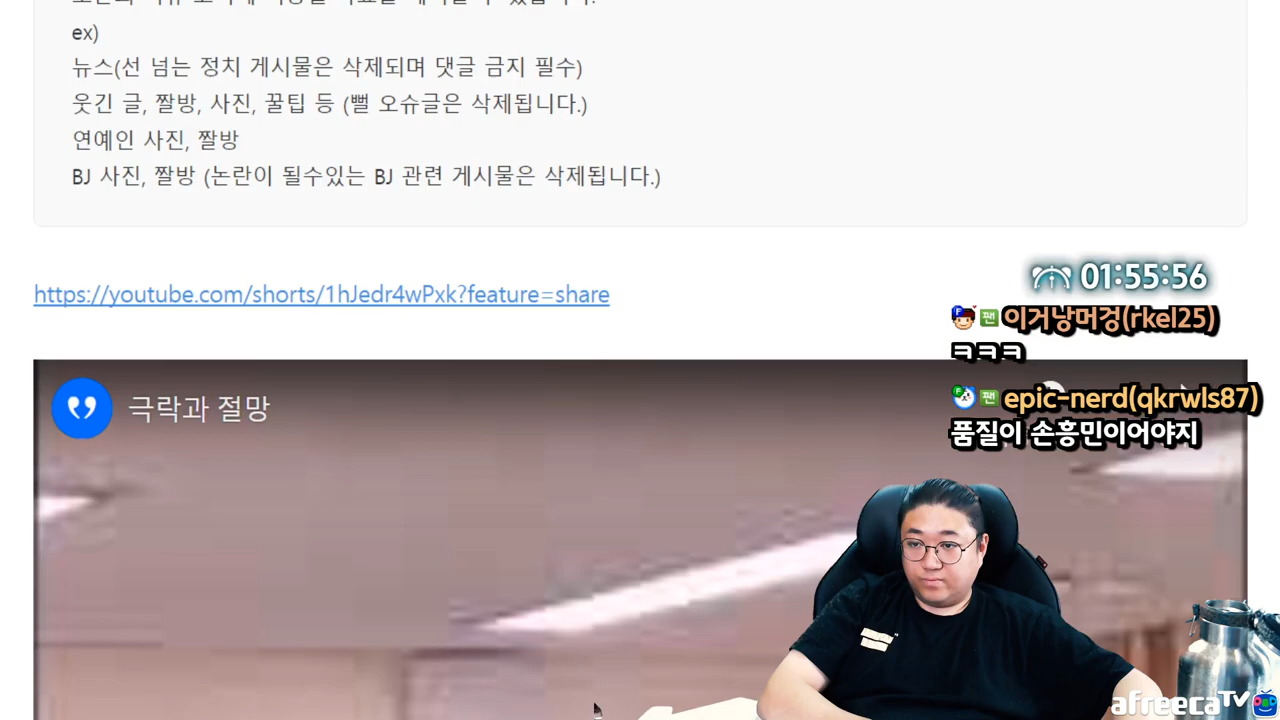 ex)
뉴스(선 넘는 정치 게시물은 삭제되며 댓글 금지 필수)
웃긴 글, 짤방, 사진, 꿀팁 등 (뻘 오슈글은 삭제됩니다.)
연예인 사진, 짤방
BJ 사진, 짤방 (논란이 될수있는 BJ 관련 게시물은 삭제됩니다.)
https://youtube.com/shorts/1hJedr4wPxk?feature=share
01:55:56
팬 이거낭머겅(rkel25)
ㅋㅋㅋ
팬 epic-nerd(qkrwls87)
품질이 손흥민이어야지
극락과 절망
afreecaTV